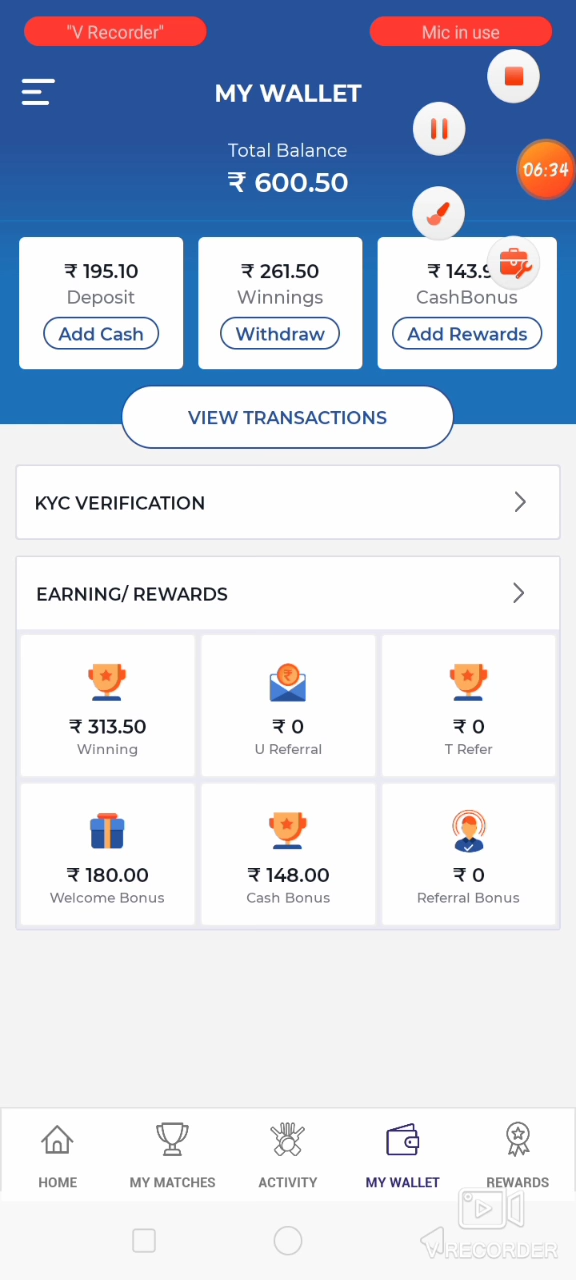 "V Recorder"
Mic in use
MY WALLET
Total Balance
₹ 600.50
06:34
₹ 195.10
Deposit
Add Cash
₹ 261.50
Winnings
Withdraw
₹ 143.9
CashBonus
Add Rewards
VIEW TRANSACTIONS
KYC VERIFICATION
EARNING/ REWARDS
₹ 313.50
Winning
₹ 0
U Referral
₹ 0
T Refer
₹ 180.00
Welcome Bonus
₹ 148.00
Cash Bonus
₹ 0
Referral Bonus
HOME
MY MATCHES
ACTIVITY
MY WALLET
REWARDS
V RECORDER